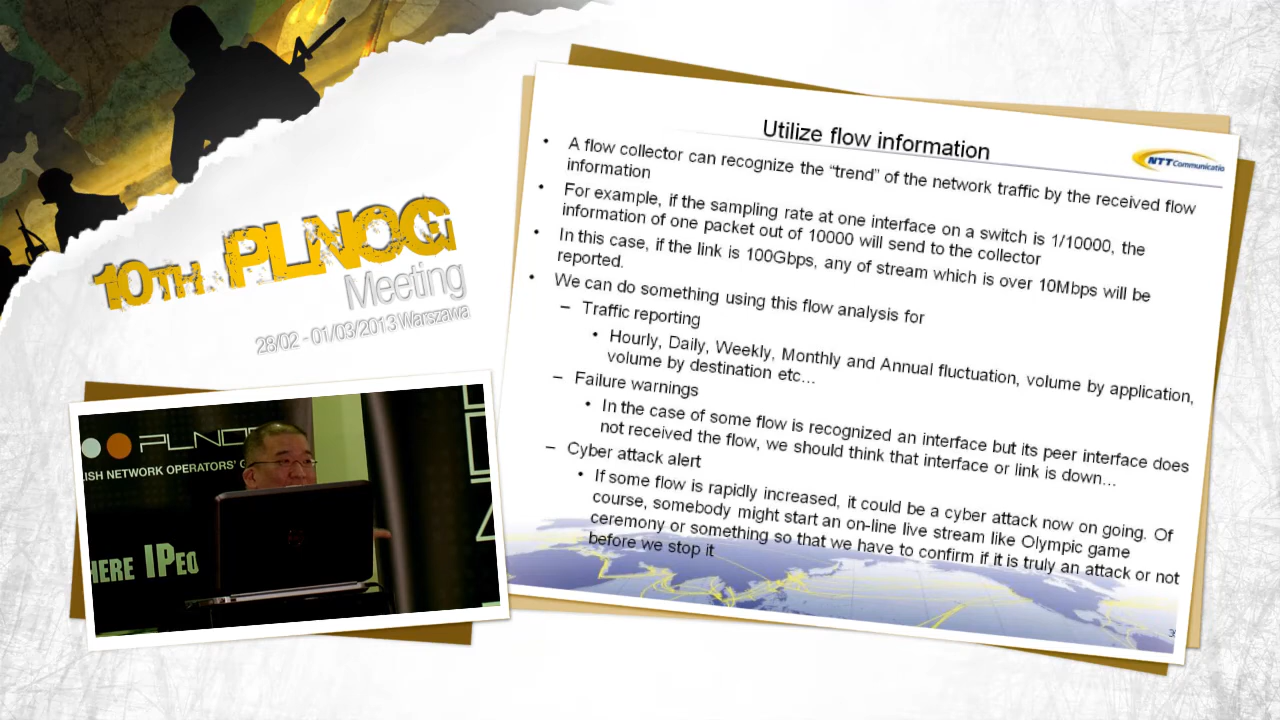 10TH PLNOG
Meeting
28/02 - 01/03/2013 Warszawa
PLNO
ISH NETWORK OPERATORS'
HERE IPEO
Utilize flow information
NTT Communicatio
• A flow collector can recognize the “trend” of the network traffic by the received flow
information
• For example, if the sampling rate at one interface on a switch is 1/10000, the
information of one packet out of 10000 will send to the collector
• In this case, if the link is 100Gbps, any of stream which is over 10Mbps will be
reported.
• We can do something using this flow analysis for
– Traffic reporting
• Hourly, Daily, Weekly, Monthly and Annual fluctuation, volume by application,
volume by destination etc…
– Failure warnings
• In the case of some flow is recognized an interface but its peer interface does
not received the flow, we should think that interface or link is down…
– Cyber attack alert
• If some flow is rapidly increased, it could be a cyber attack now on going. Of
course, somebody might start an on-line live stream like Olympic game
ceremony or something so that we have to confirm if it is truly an attack or not
before we stop it